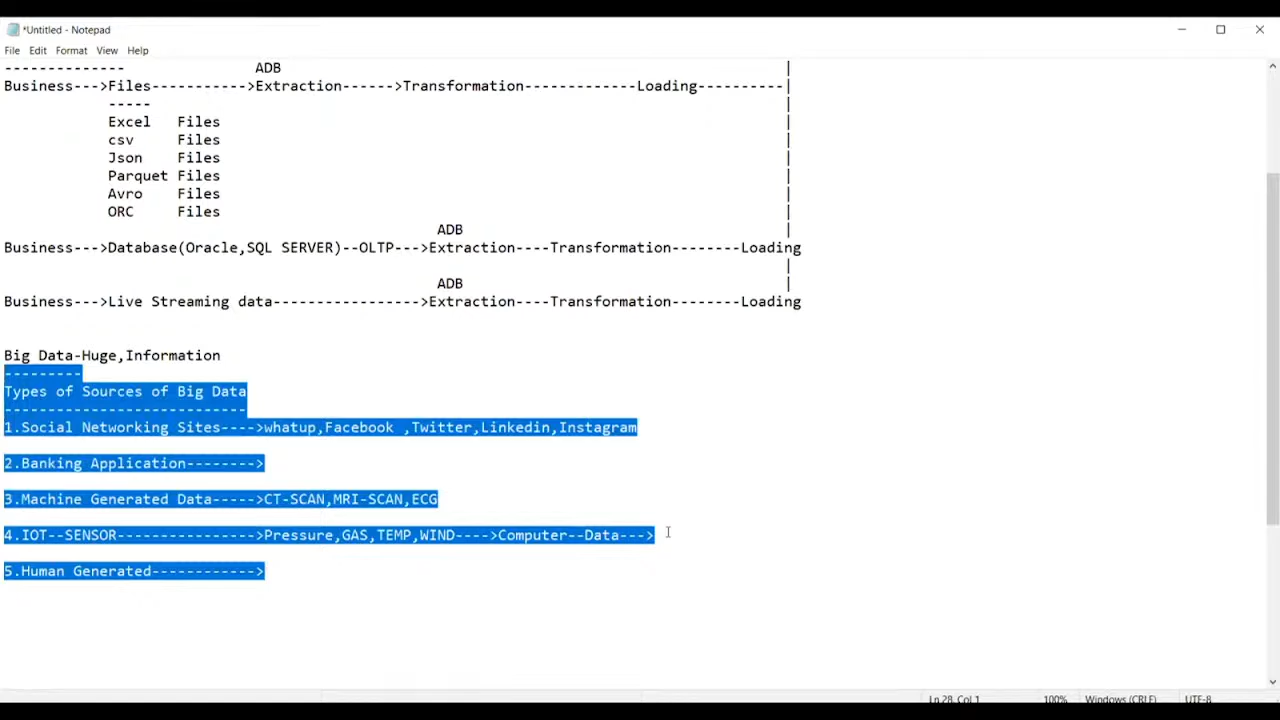 *Untitled - Notepad
File Edit Format View Help
-------------- ADB |
Business--->Files----------->Extraction------>Transformation-------------Loading----------|
----- |
Excel Files |
csv Files |
Json Files |
Parquet Files |
Avro Files |
ORC Files |
ADB |
Business--->Database(Oracle,SQL SERVER)--OLTP--->Extraction----Transformation--------Loading
|
ADB |
Business--->Live Streaming data----------------->Extraction----Transformation--------Loading
Big Data-Huge,Information
---------
Types of Sources of Big Data
----------------------------
1.Social Networking Sites---->whatup,Facebook ,Twitter,Linkedin,Instagram
2.Banking Application-------->
3.Machine Generated Data----->CT-SCAN,MRI-SCAN,ECG
4.IOT--SENSOR---------------->Pressure,GAS,TEMP,WIND---->Computer--Data--->
5.Human Generated------------>
Ln 28, Col 1 100% Windows (CRLF) UTF-8